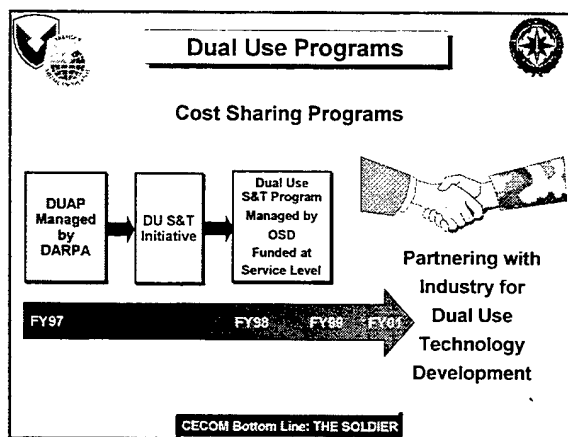 Dual Use Programs
Cost Sharing Programs
DUAP
Managed
by
DARPA
DU S&T
Initiative
Dual Use
S&T Program
Managed by
OSD
Funded at
Service Level
Partnering with
Industry for
Dual Use
Technology
Development
FY97 FY98 FY99 FY01
CECOM Bottom Line: THE SOLDIER